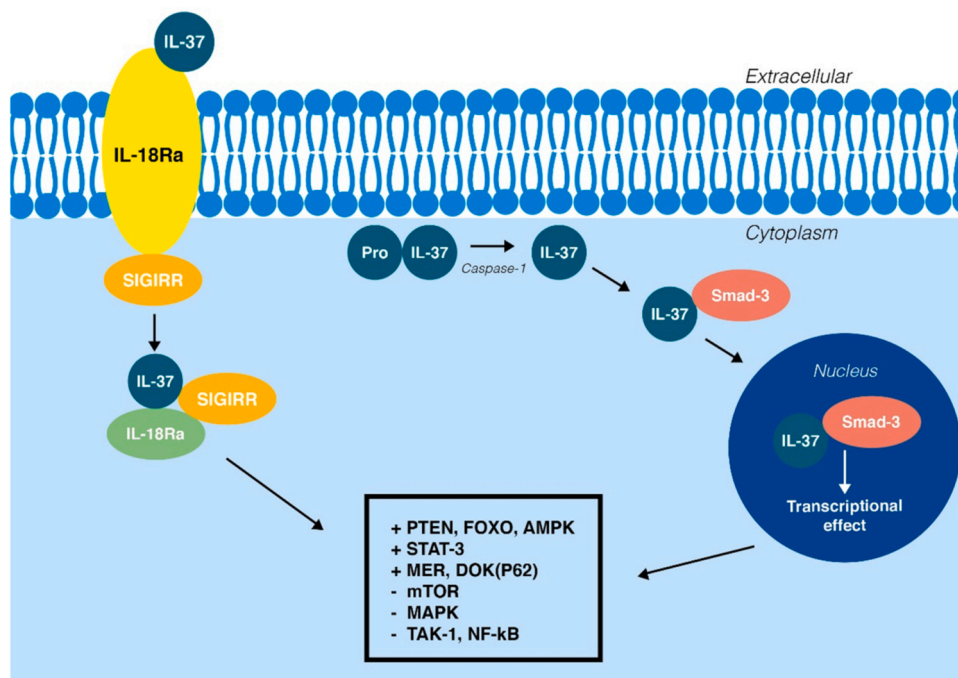 IL-37
Extracellular
IL-18Ra
Cytoplasm
Pro
IL-37
Caspase-1
IL-37
SIGIRR
IL-37
Smad-3
IL-37
SIGIRR
IL-18Ra
Nucleus
IL-37
Smad-3
Transcriptional
effect
+ PTEN, FOXO, AMPK
+ STAT-3
+ MER, DOK(P62)
- mTOR
- MAPK
- TAK-1, NF-kB